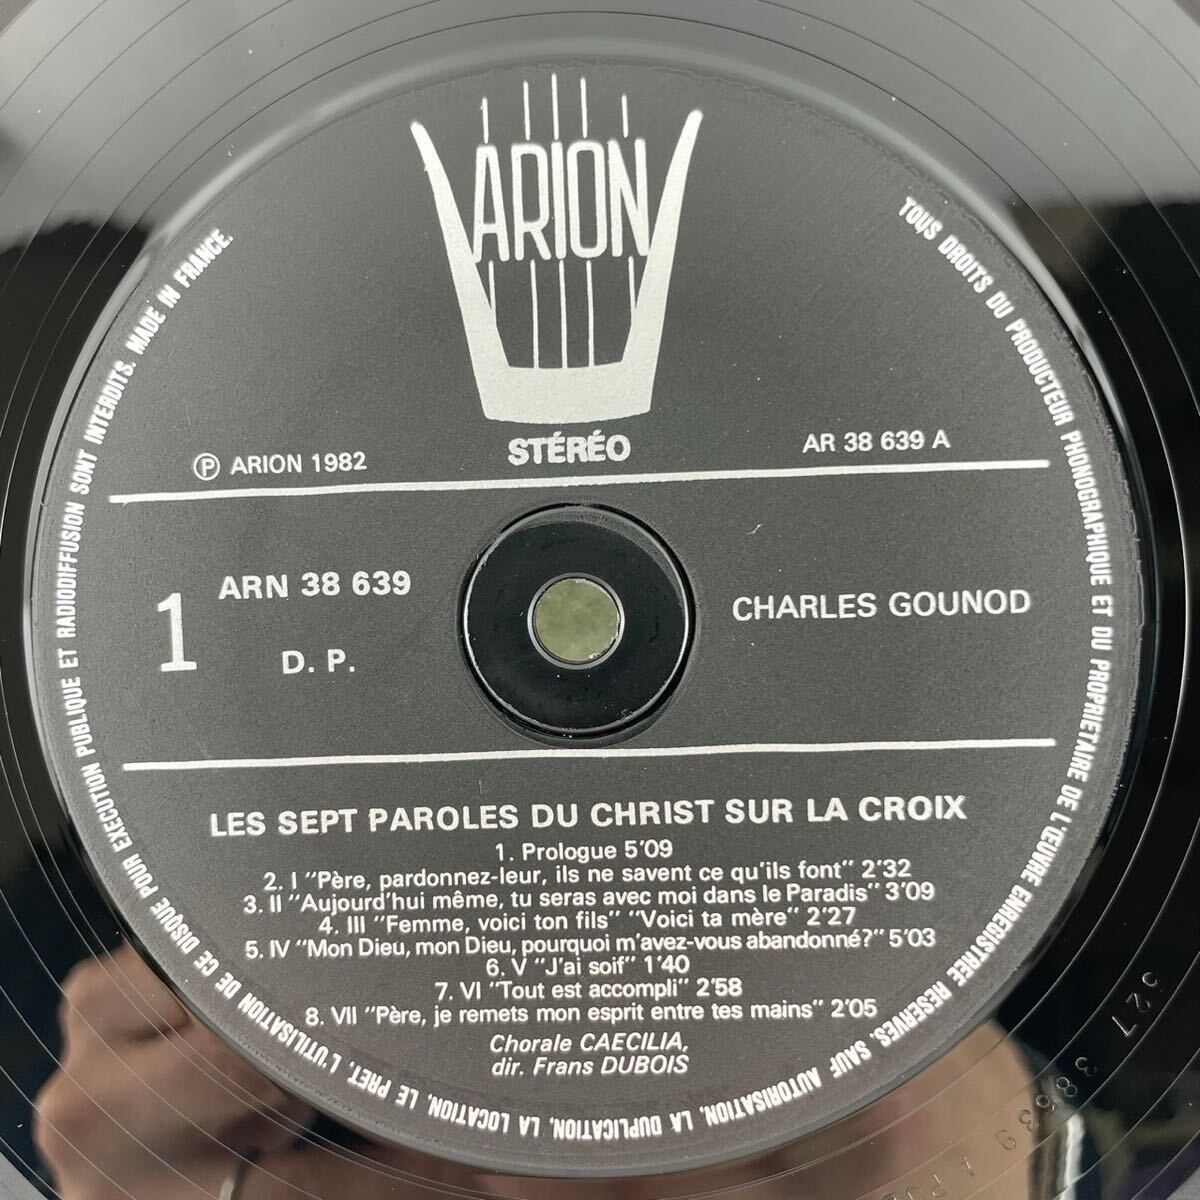 ARION
STÉRÉO
Ⓟ ARION 1982
AR 38 639 A
1
ARN 38 639
D. P.
CHARLES GOUNOD
LES SEPT PAROLES DU CHRIST SUR LA CROIX
1. Prologue 5'09
2. I "Père, pardonnez-leur, ils ne savent ce qu'ils font" 2'32
3. II "Aujourd'hui même, tu seras avec moi dans le Paradis" 3'09
4. III "Femme, voici ton fils" "Voici ta mère" 2'27
5. IV "Mon Dieu, mon Dieu, pourquoi m'avez-vous abandonné?" 5'03
6. V "J'ai soif" 1'40
7. VI "Tout est accompli" 2'58
8. VII "Père, je remets mon esprit entre tes mains" 2'05
Chorale CAECILIA,
dir. Frans DUBOIS
TOUS DROITS DU PRODUCTEUR PHONOGRAPHIQUE ET DU PROPRIETAIRE DE L'ŒUVRE ENREGISTREE RESERVES. SAUF AUTORISATION, LA DUPLICATION, LA LOCATION, LE PRET, L'UTILISATION DE CE DISQUE POUR EXECUTION PUBLIQUE ET RADIODIFFUSION SONT INTERDITS. MADE IN FRANCE.